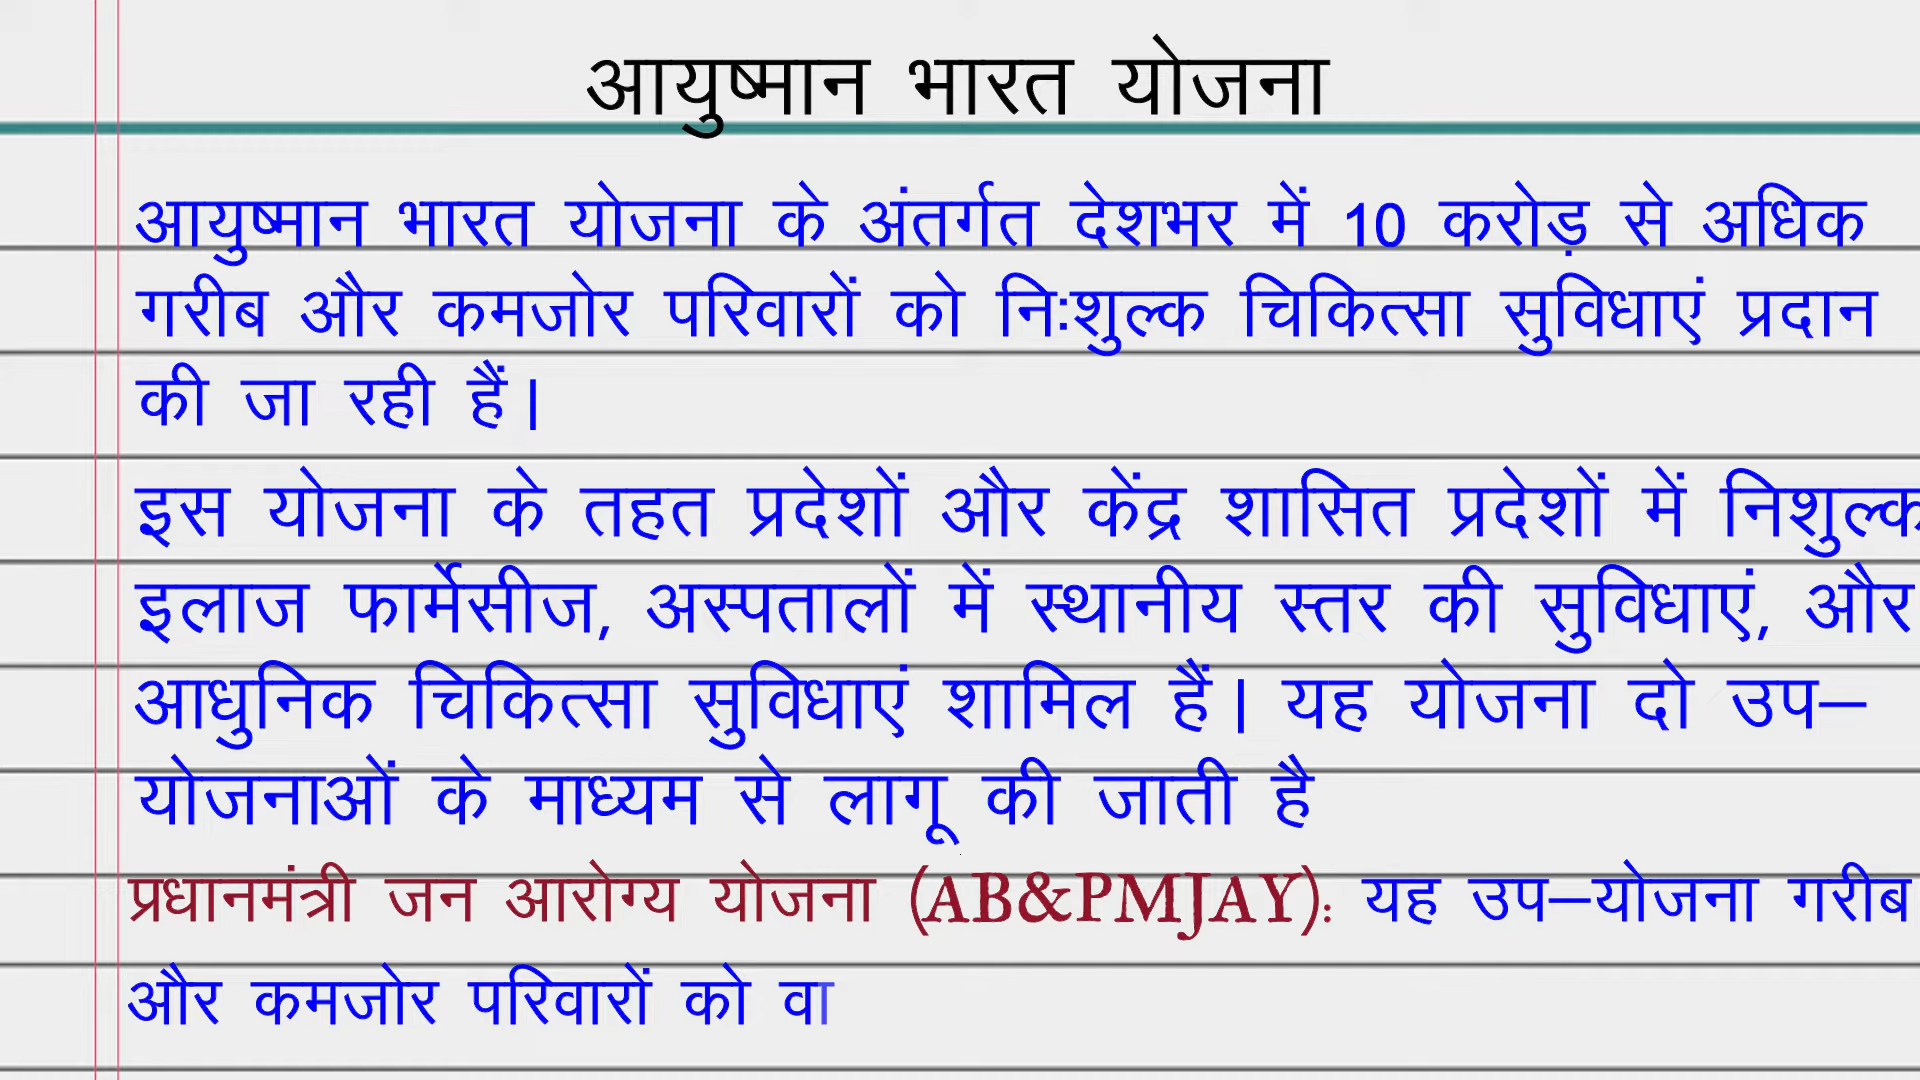 आयुष्मान भारत योजना
आयुष्मान भारत योजना के अंतर्गत देशभर में 10 करोड़ से अधिक
गरीब और कमजोर परिवारों को निःशुल्क चिकित्सा सुविधाएं प्रदान
की जा रही हैं।
इस योजना के तहत प्रदेशों और केंद्र शासित प्रदेशों में निशुल्क
इलाज फार्मेसीज, अस्पतालों में स्थानीय स्तर की सुविधाएं, और
आधुनिक चिकित्सा सुविधाएं शामिल हैं। यह योजना दो उप–
योजनाओं के माध्यम से लागू की जाती है
प्रधानमंत्री जन आरोग्य योजना (AB&PMJAY): यह उप–योजना गरीब
और कमजोर परिवारों को वा